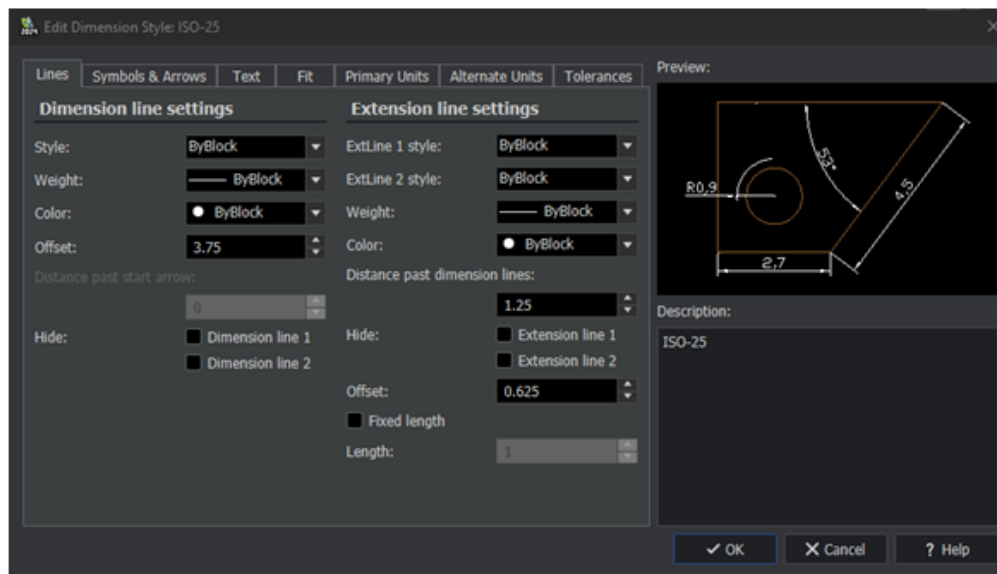 2024 Edit Dimension Style: ISO-25
Lines Symbols & Arrows Text Fit Primary Units Alternate Units Tolerances
Dimension line settings
Style: ByBlock
Weight: ByBlock
Color: ByBlock
Offset: 3.75
Distance past start arrow:
0
Hide: Dimension line 1
Dimension line 2
Extension line settings
ExtLine 1 style: ByBlock
ExtLine 2 style: ByBlock
Weight: ByBlock
Color: ByBlock
Distance past dimension lines:
1.25
Hide: Extension line 1
Extension line 2
Offset: 0.625
Fixed length
Length: 1
Preview:
53°
R0,9
4,5
2,7
Description:
ISO-25
OK Cancel ? Help